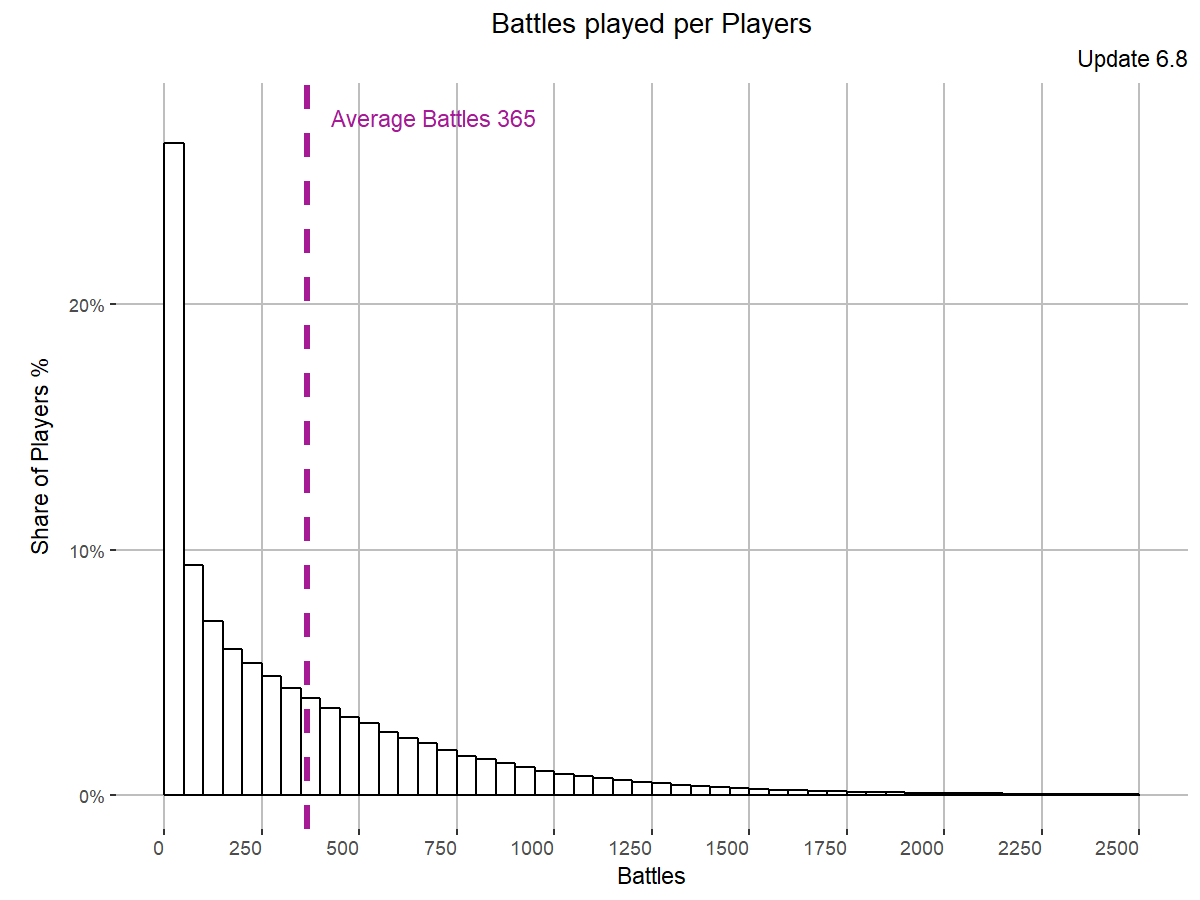 Battles played per Players
Update 6.8
Average Battles 365
Share of Players %
20%
10%
0%
0 250 500 750 1000 1250 1500 1750 2000 2250 2500
Battles